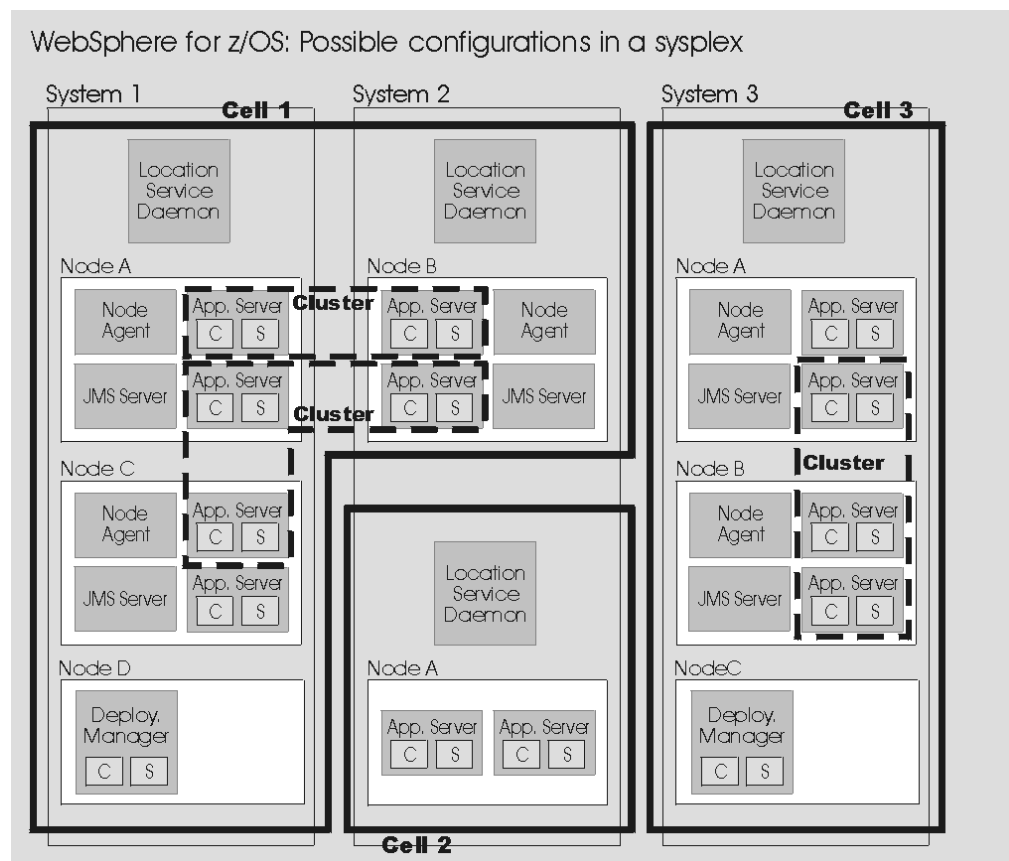 WebSphere for z/OS: Possible configurations in a sysplex
System 1
Cell 1
System 2
System 3
Cell 3
Location
Service
Daemon
Location
Service
Daemon
Location
Service
Daemon
Node A
Node B
Node A
Node
Agent
App. Server
C S
Cluster
App. Server
C S
Node
Agent
Node
Agent
App. Server
C S
JMS Server
App. Server
C S
Cluster
App. Server
C S
JMS Server
JMS Server
App. Server
C S
Node C
Cluster
Node B
Node
Agent
App. Server
C S
Node
Agent
App. Server
C S
JMS Server
App. Server
C S
Location
Service
Daemon
JMS Server
App. Server
C S
Node D
Node A
NodeC
Deploy.
Manager
C S
App. Server
C S
App. Server
C S
Deploy.
Manager
C S
Cell 2